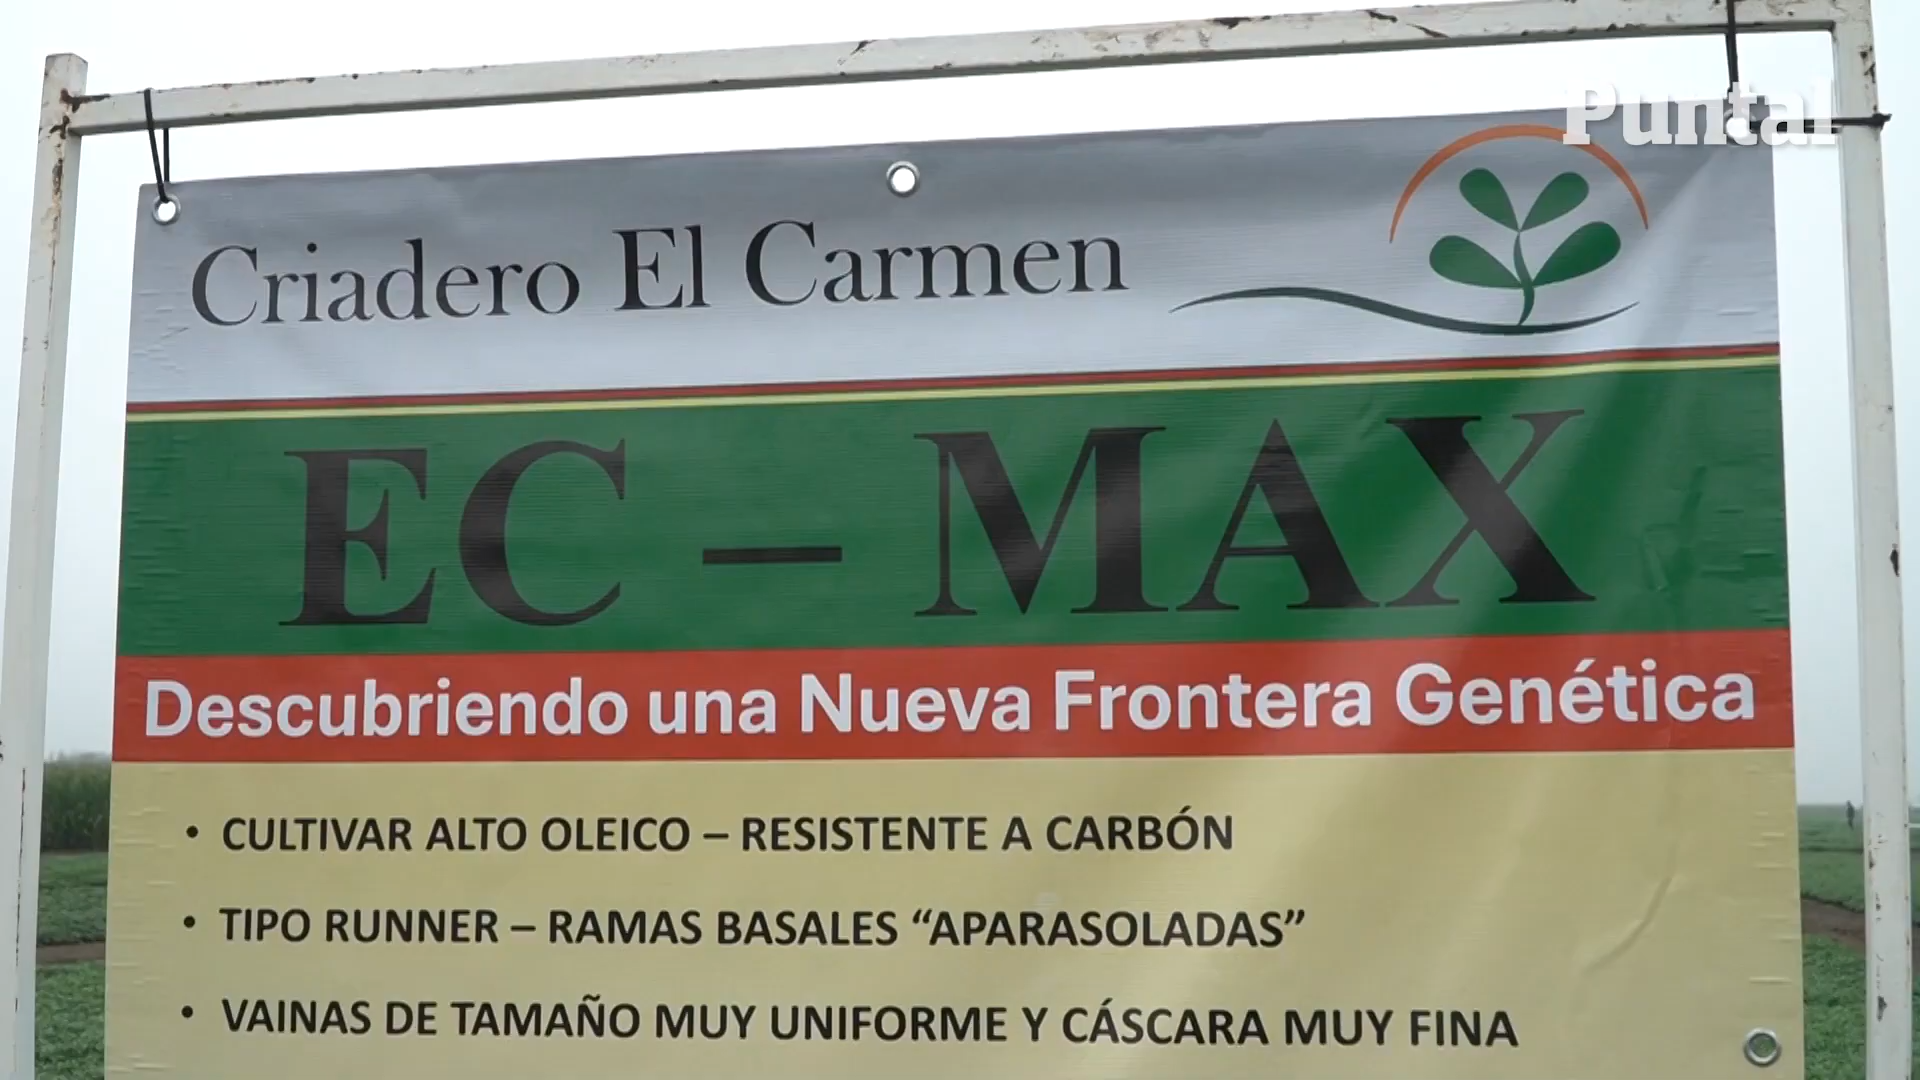 Puntal
Criadero El Carmen
EC – MAX
Descubriendo una Nueva Frontera Genética
• CULTIVAR ALTO OLEICO – RESISTENTE A CARBÓN
• TIPO RUNNER – RAMAS BASALES “APARASOLADAS”
• VAINAS DE TAMAÑO MUY UNIFORME Y CÁSCARA MUY FINA